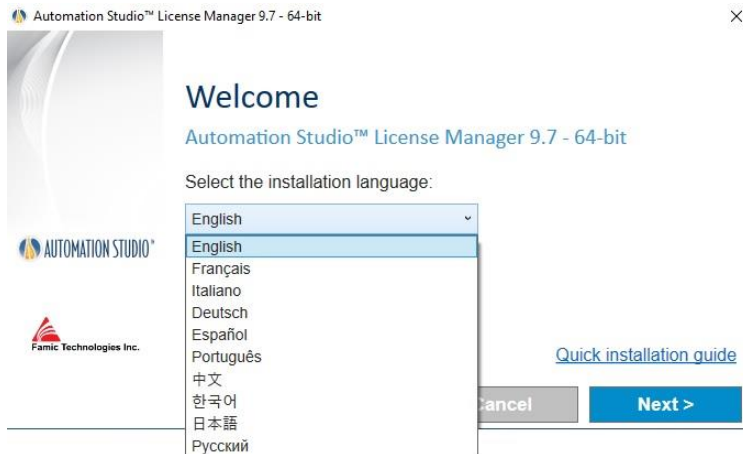 Automation Studio™ License Manager 9.7 - 64-bit
Welcome
Automation Studio™ License Manager 9.7 - 64-bit
Select the installation language:
English
English
Français
Italiano
Deutsch
Español
Português
中文
한국어
日本語
Русский
AUTOMATION STUDIO™
Famic Technologies Inc.
Quick installation guide
Cancel
Next >